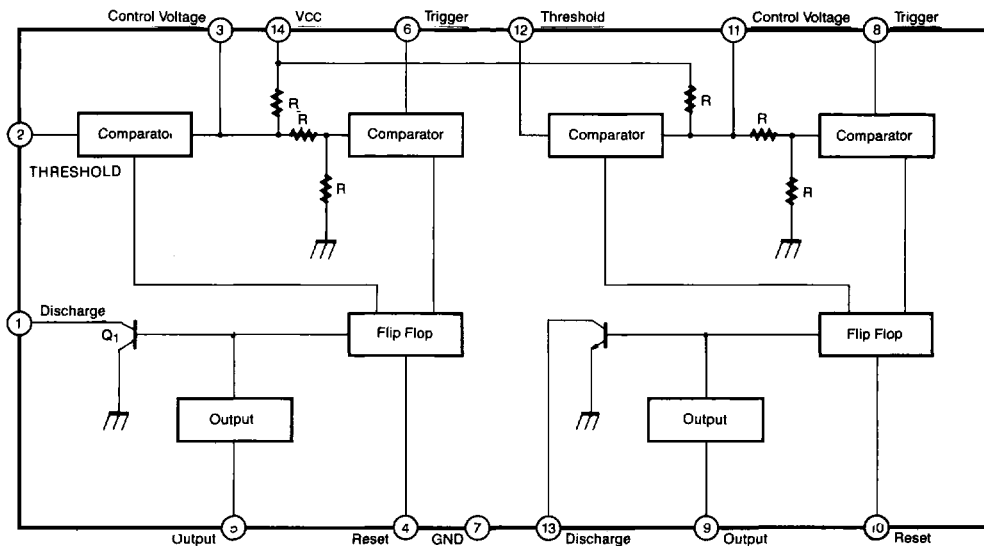 Control Voltage VCC Trigger Threshold Control Voltage Trigger
3 14 6 12 11 8
R R
R R
2 Comparator Comparator Comparator Comparator
THRESHOLD
R R
1 Discharge
Q1 Flip Flop Flip Flop
Output Output
5 4 7 13 9 10
Output Reset GND Discharge Output Reset